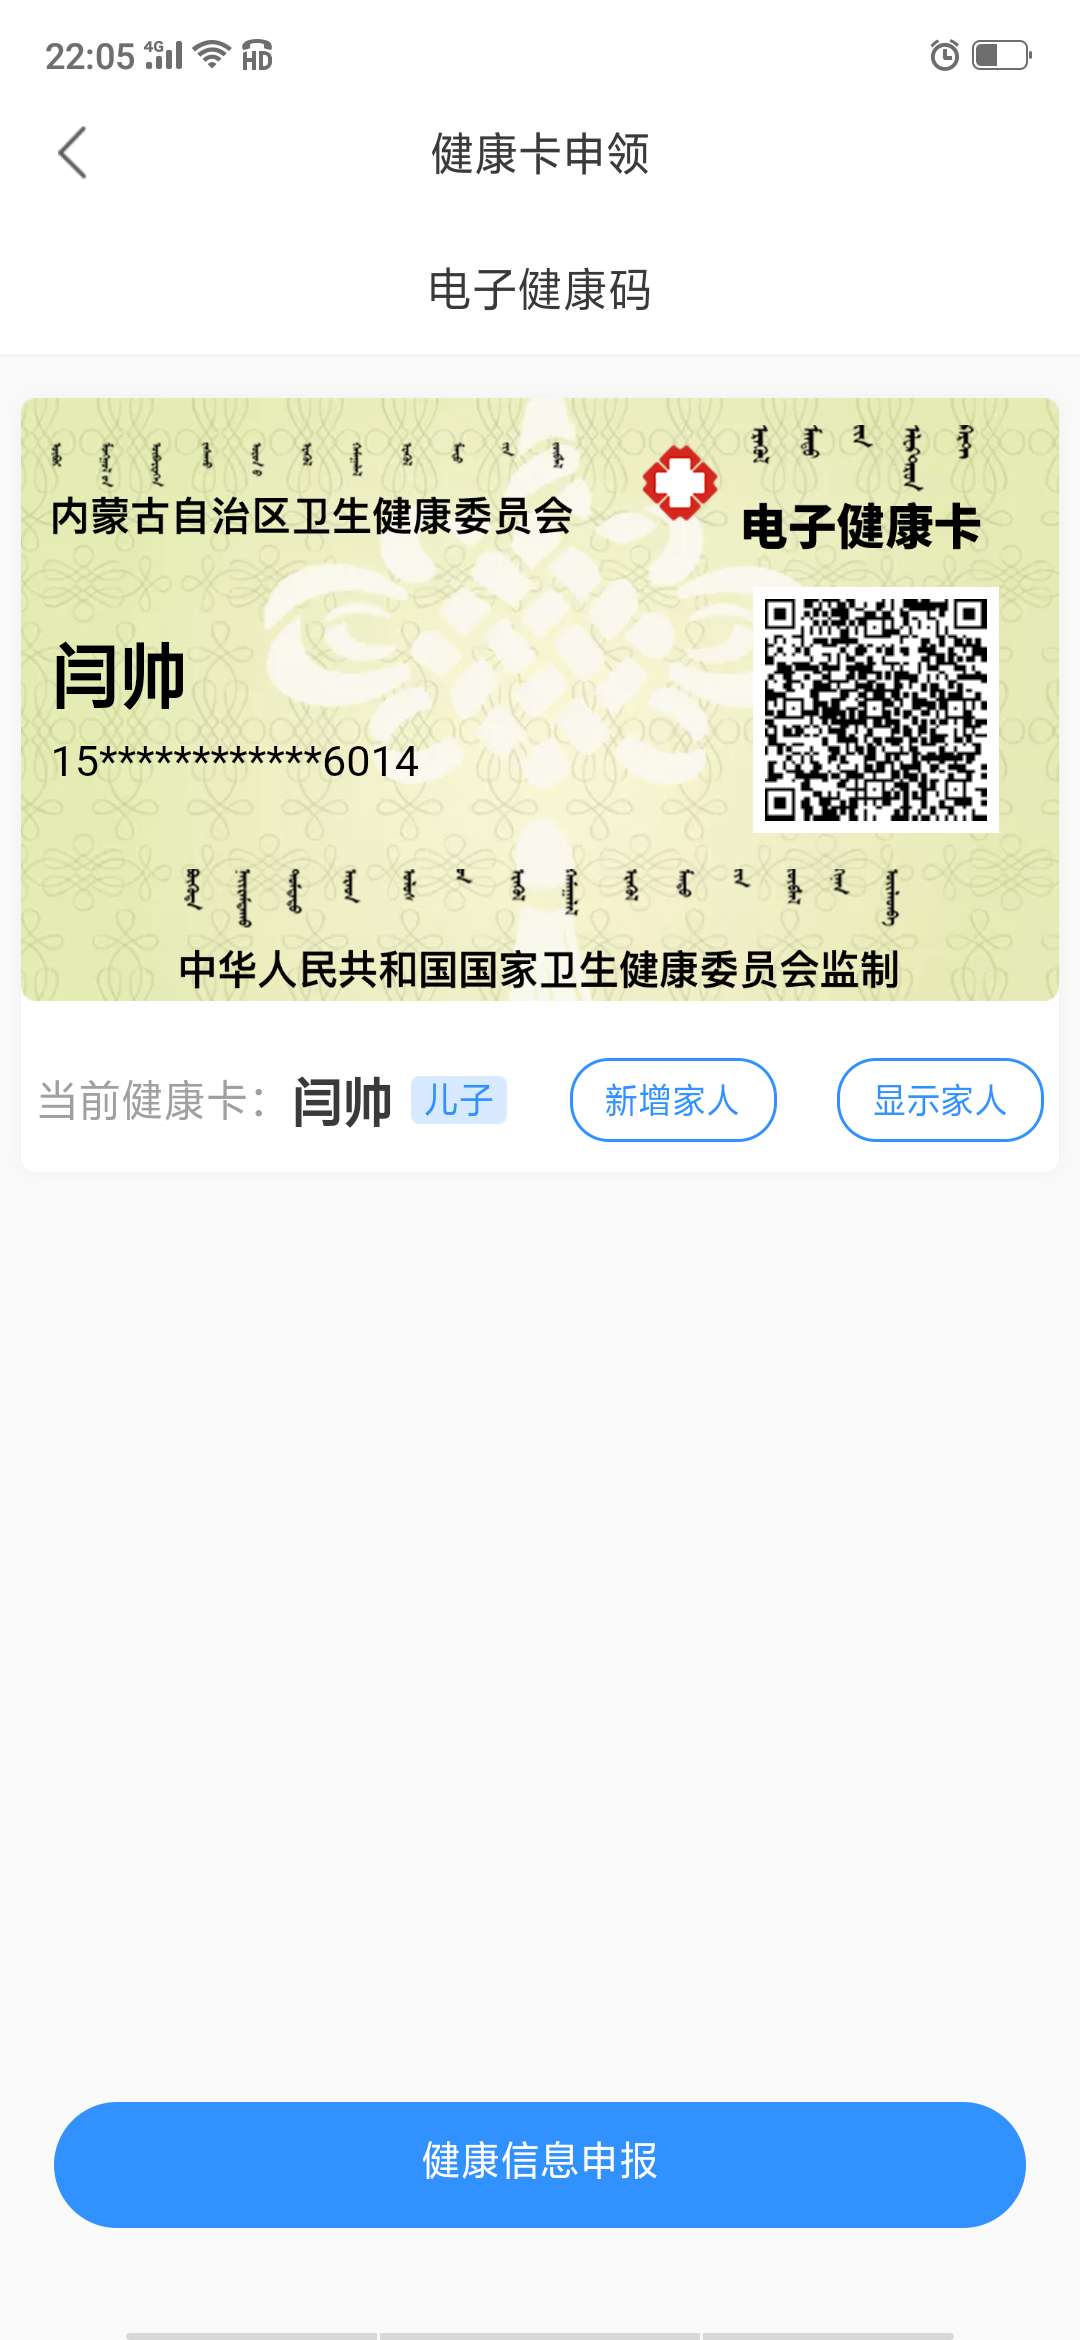 22:05 4G HD
健康卡申领
电子健康码
内蒙古自治区卫生健康委员会
电子健康卡
闫帅
15************6014
中华人民共和国国家卫生健康委员会监制
当前健康卡： 闫帅 儿子 新增家人 显示家人
健康信息申报